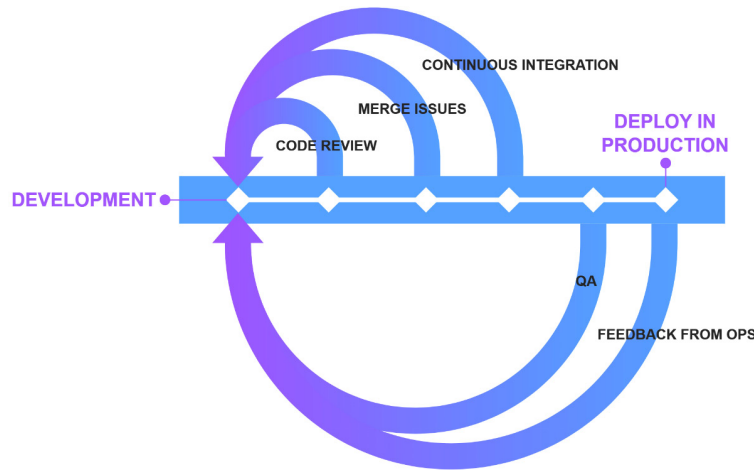 CONTINUOUS INTEGRATION
MERGE ISSUES
CODE REVIEW
DEPLOY IN
PRODUCTION
DEVELOPMENT
QA
FEEDBACK FROM OPS